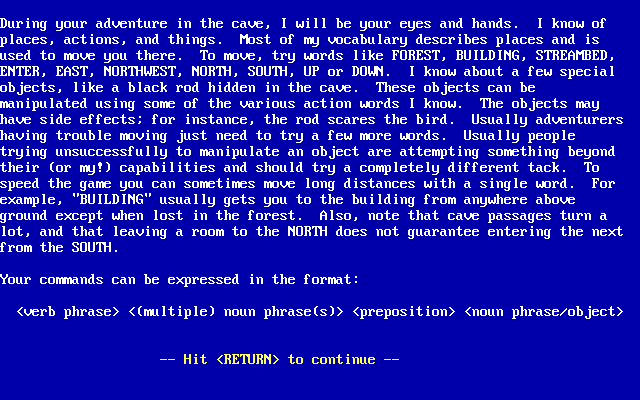 During your adventure in the cave, I will be your eyes and hands.  I know of
places, actions, and things.  Most of my vocabulary describes places and is
used to move you there.  To move, try words like FOREST, BUILDING, STREAMBED,
ENTER, EAST, NORTHWEST, NORTH, SOUTH, UP or DOWN.  I know about a few special
objects, like a black rod hidden in the cave.  These objects can be
manipulated using some of the various action words I know.  The objects may
have side effects; for instance, the rod scares the bird.  Usually adventurers
having trouble moving just need to try a few more words.  Usually people
trying unsuccessfully to manipulate an object are attempting something beyond
their (or my!) capabilities and should try a completely different tack.  To
speed the game you can sometimes move long distances with a single word.  For
example, "BUILDING" usually gets you to the building from anywhere above
ground except when lost in the forest.  Also, note that cave passages turn a
lot, and that leaving a room to the NORTH does not guarantee entering the next
from the SOUTH.
Your commands can be expressed in the format:
<verb phrase> <(multiple) noun phrase(s)> <preposition> <noun phrase/object>
-- Hit <RETURN> to continue --